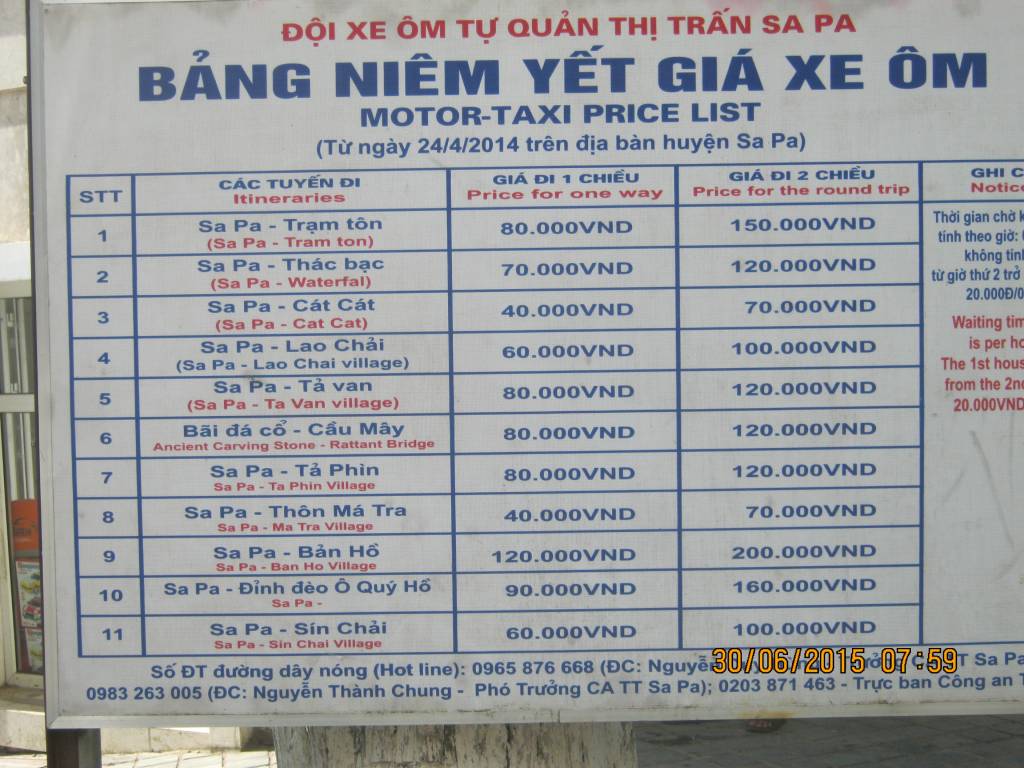 ĐỘI XE ÔM TỰ QUẢN THỊ TRẤN SA PA
BẢNG NIÊM YẾT GIÁ XE ÔM
MOTOR-TAXI PRICE LIST
(Từ ngày 24/4/2014 trên địa bàn huyện Sa Pa)
STT CÁC TUYẾN ĐI GIÁ ĐI 1 CHIỀU GIÁ ĐI 2 CHIỀU GHI
Itineraries Price for one way Price for the round trip Notice
1 Sa Pa - Trạm tôn 80.000VND 150.000VND
(Sa Pa - Tram ton)
2 Sa Pa - Thác bạc 70.000VND 120.000VND
(Sa Pa - Waterfal)
3 Sa Pa - Cát Cát 40.000VND 70.000VND
(Sa Pa - Cat Cat)
4 Sa Pa - Lao Chải 60.000VND 100.000VND
(Sa Pa - Lao Chai village)
5 Sa Pa - Tả van 80.000VND 120.000VND
(Sa Pa - Ta Van village)
6 Bãi đá cổ - Cầu Mây 80.000VND 120.000VND
Ancient Carving Stone - Rattant Bridge
7 Sa Pa - Tả Phìn 80.000VND 120.000VND
Sa Pa - Ta Phin Village
8 Sa Pa - Thôn Má Tra 40.000VND 70.000VND
Sa Pa - Ma Tra Village
9 Sa Pa - Bản Hồ 120.000VND 200.000VND
Sa Pa - Ban Ho Village
10 Sa Pa - Đỉnh đèo Ô Quý Hồ 90.000VND 160.000VND
Sa Pa -
11 Sa Pa - Sín Chải 60.000VND 100.000VND
Sa Pa - Sin Chai Village
Thời gian chờ
tính theo giờ:
không tính
từ giờ thứ 2 trở
20.000Đ/
Waiting time
is per
The 1st hous
from the 2nd
20.000VND
Số ĐT đường dây nóng (Hot line): 0965 876 668 (ĐC: Nguyễn TT Sa Pa
0983 263 005 (ĐC: Nguyễn Thành Chung - Phó Trưởng CA TT Sa Pa); 0203 871 463 - Trực ban Công an
30/06/2015 07:59